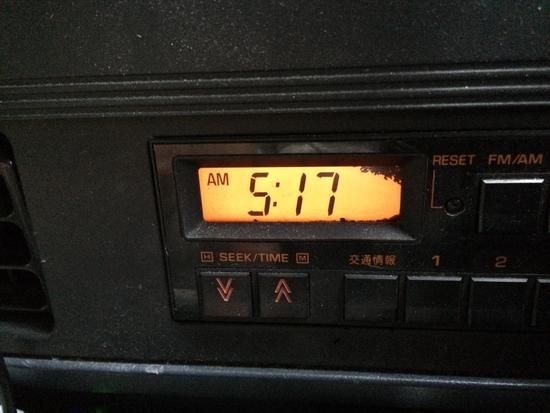 RESET FM/AM
AM 5:17
H SEEK/TIME M 交通情報 1 2